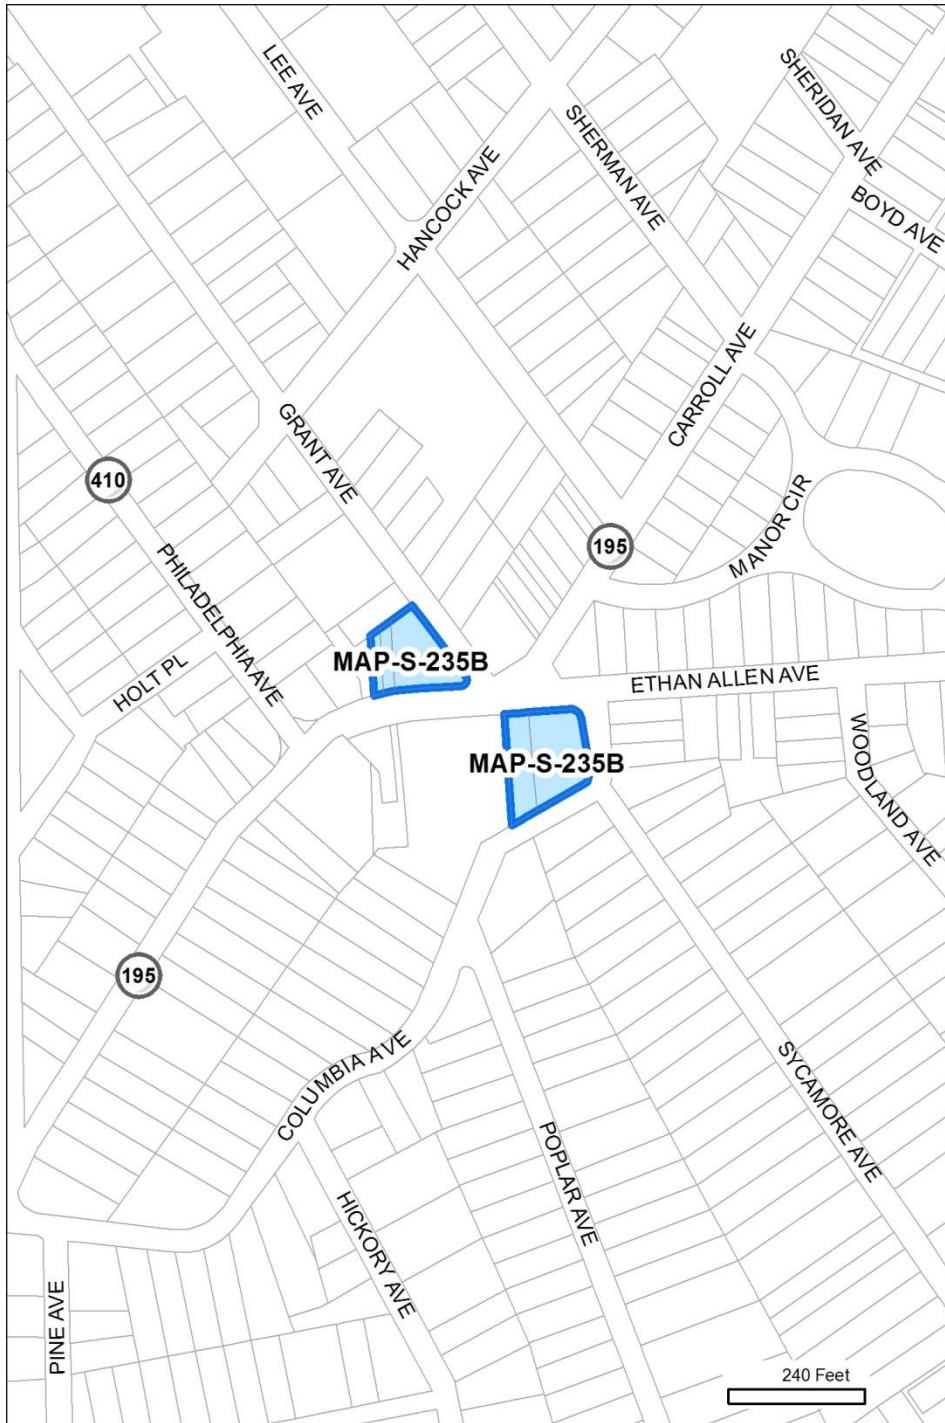 LEE AVE
SHERIDAN AVE
HANCOCK AVE
SHERMAN AVE
BOYD AVE
CARROLL AVE
GRANT AVE
410
195
MANOR CIR
PHILADELPHIA AVE
MAP-S-235B
HOLT PL
ETHAN ALLEN AVE
MAP-S-235B
WOODLAND AVE
195
COLUMBIA AVE
SYCAMORE AVE
POPLAR AVE
HICKORY AVE
PINE AVE
240 Feet